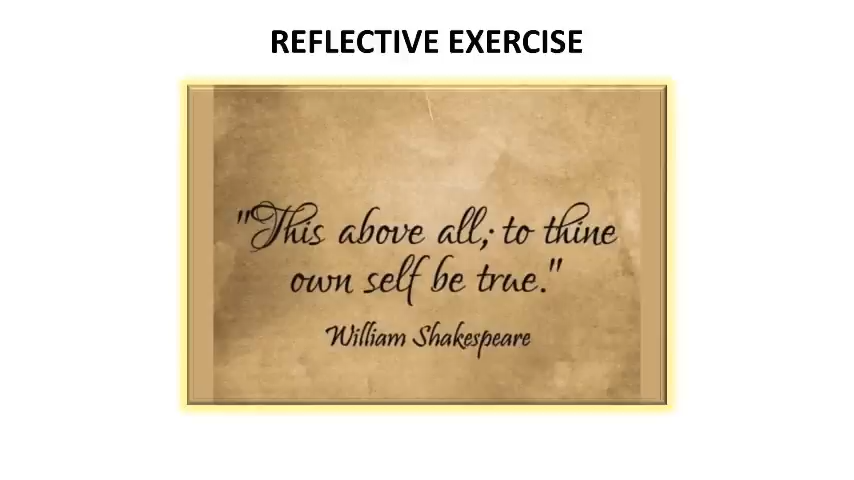 REFLECTIVE EXERCISE
"This above all; to thine
own self be true."
William Shakespeare